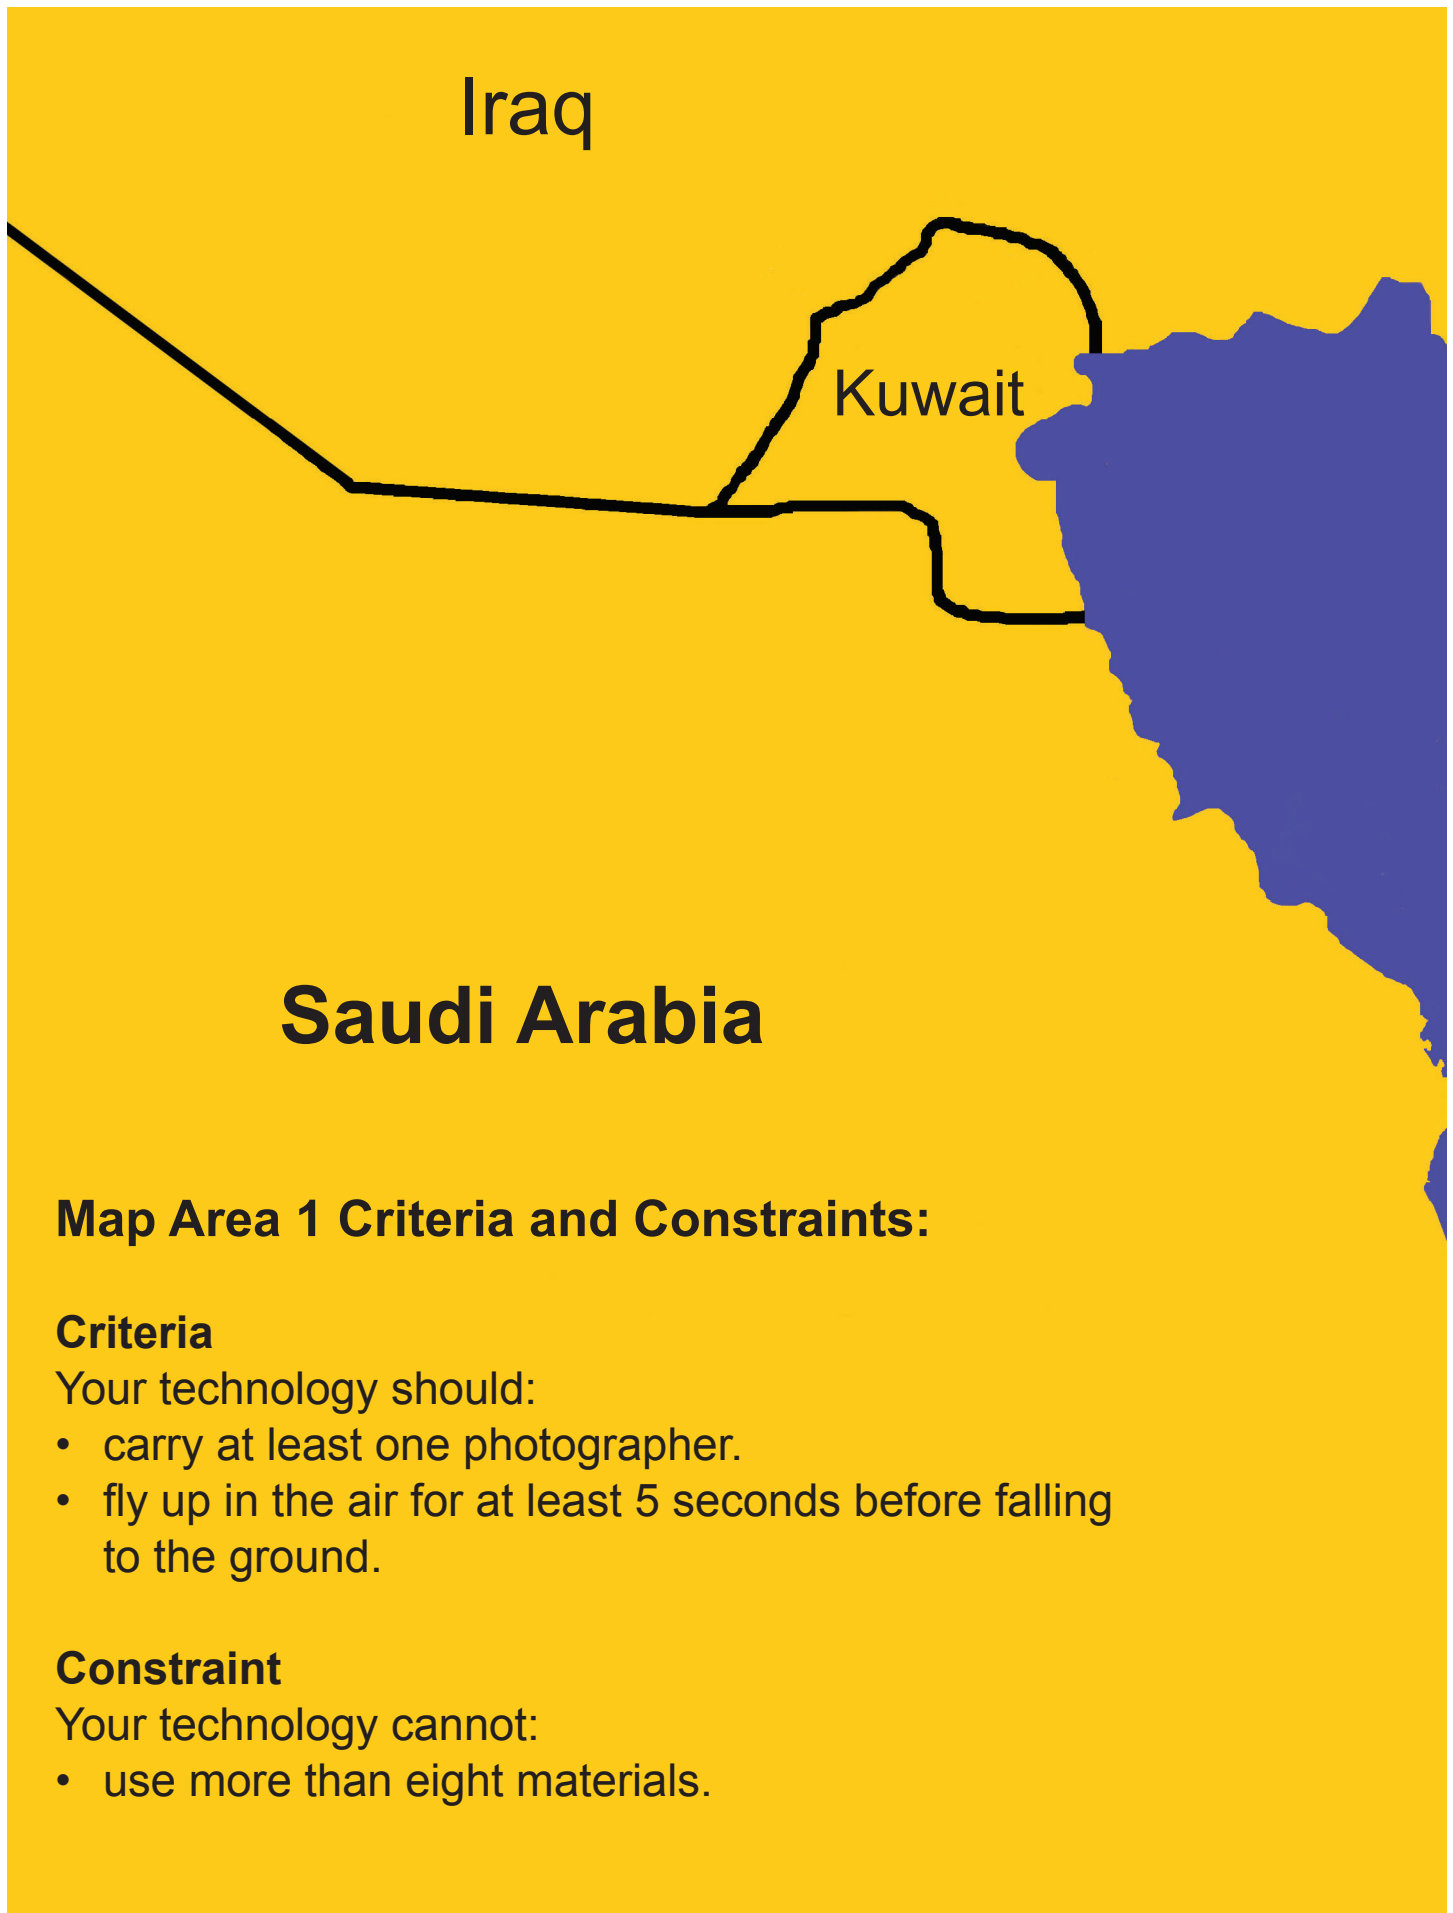 Iraq
Kuwait
Saudi Arabia
Map Area 1 Criteria and Constraints:
Criteria
Your technology should:
• carry at least one photographer.
• fly up in the air for at least 5 seconds before falling
to the ground.
Constraint
Your technology cannot:
• use more than eight materials.